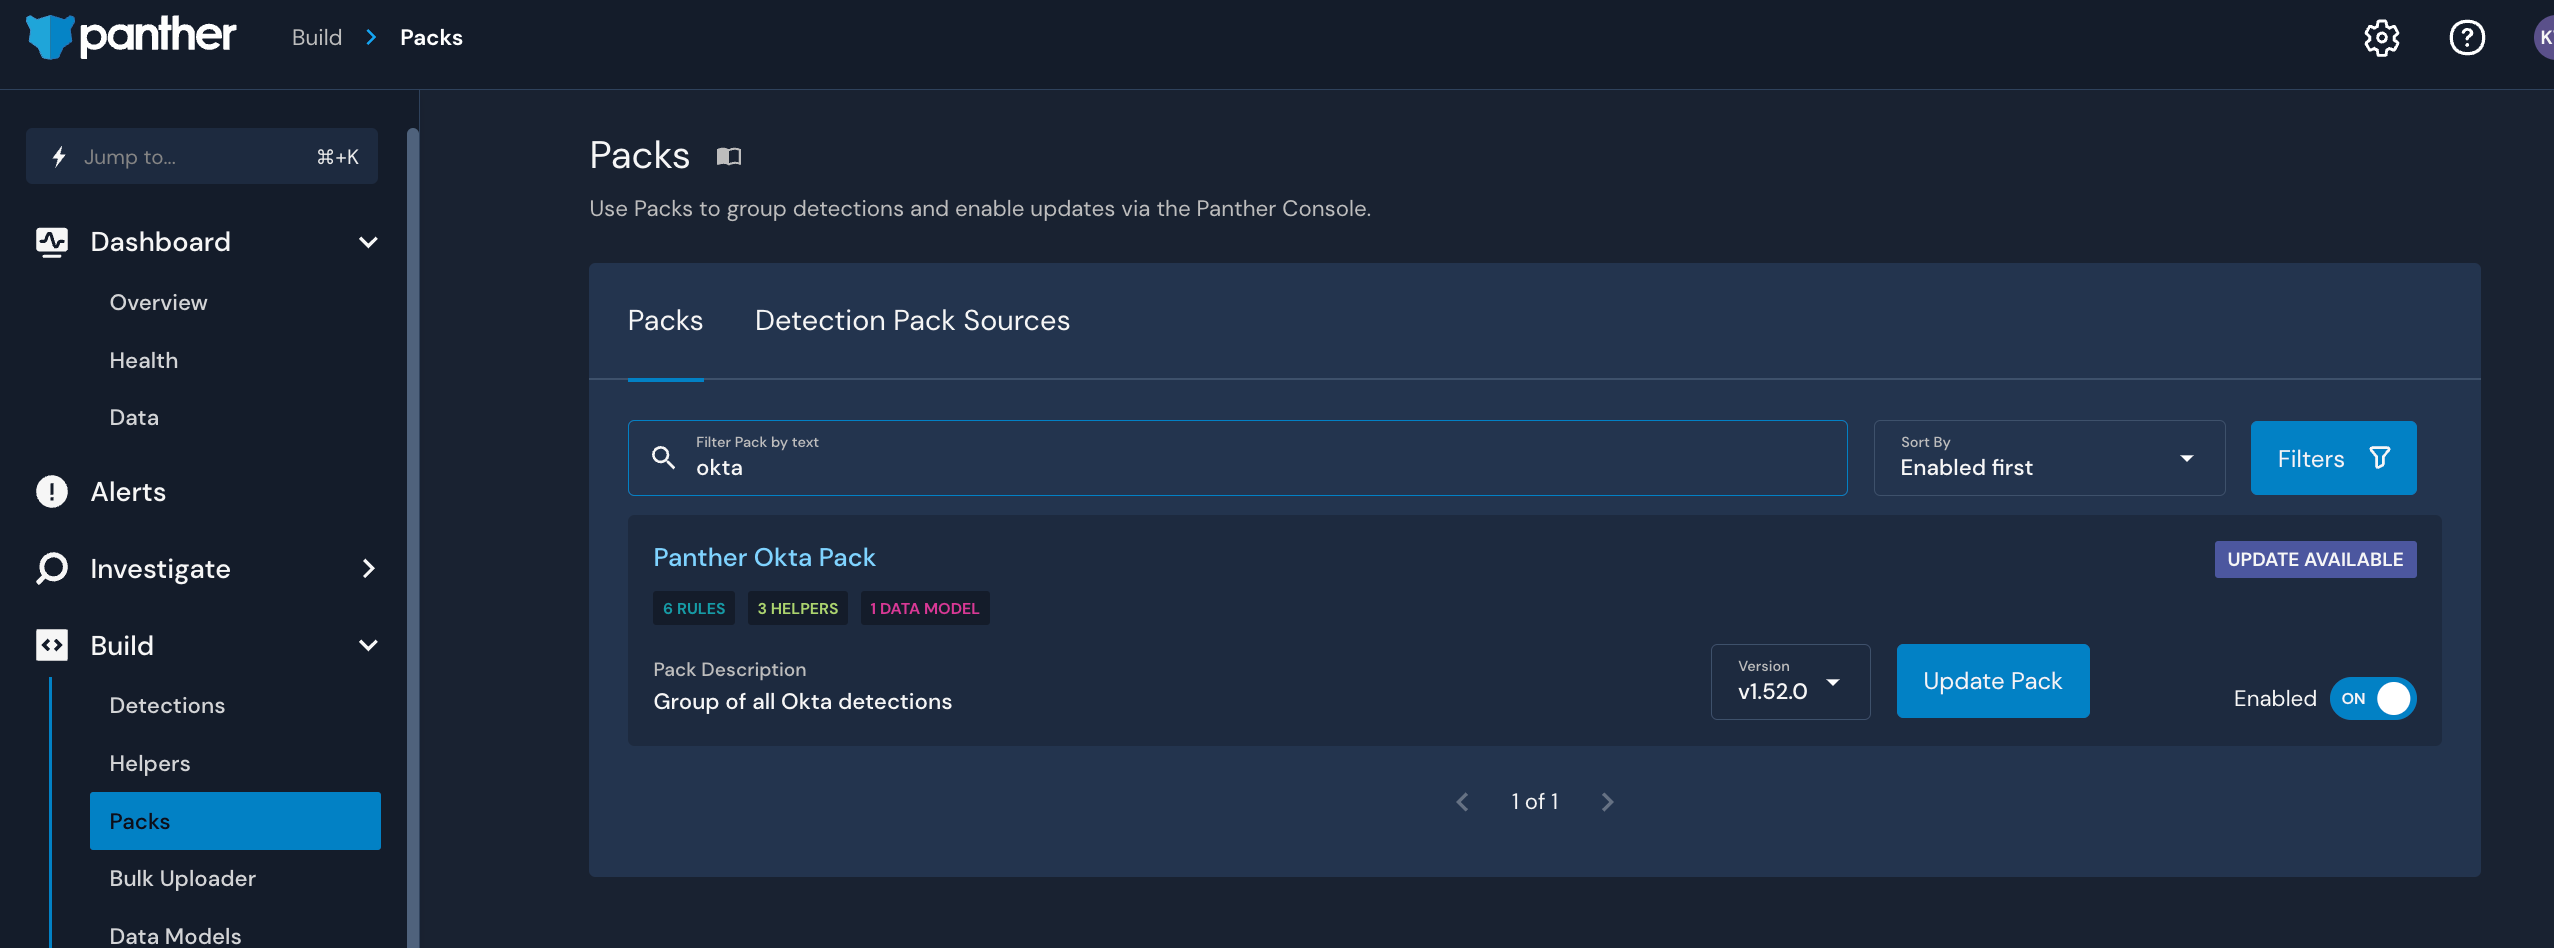 panther
Build > Packs
?
K
Jump to... ⌘+K
Dashboard
Overview
Health
Data
Alerts
Investigate
Build
Detections
Helpers
Packs
Bulk Uploader
Data Models
Packs
Use Packs to group detections and enable updates via the Panther Console.
Packs Detection Pack Sources
Filter Pack by text
okta
Sort By
Enabled first
Filters
Panther Okta Pack
UPDATE AVAILABLE
6 RULES 3 HELPERS 1 DATA MODEL
Pack Description
Group of all Okta detections
Version
v1.52.0
Update Pack
Enabled ON
1 of 1